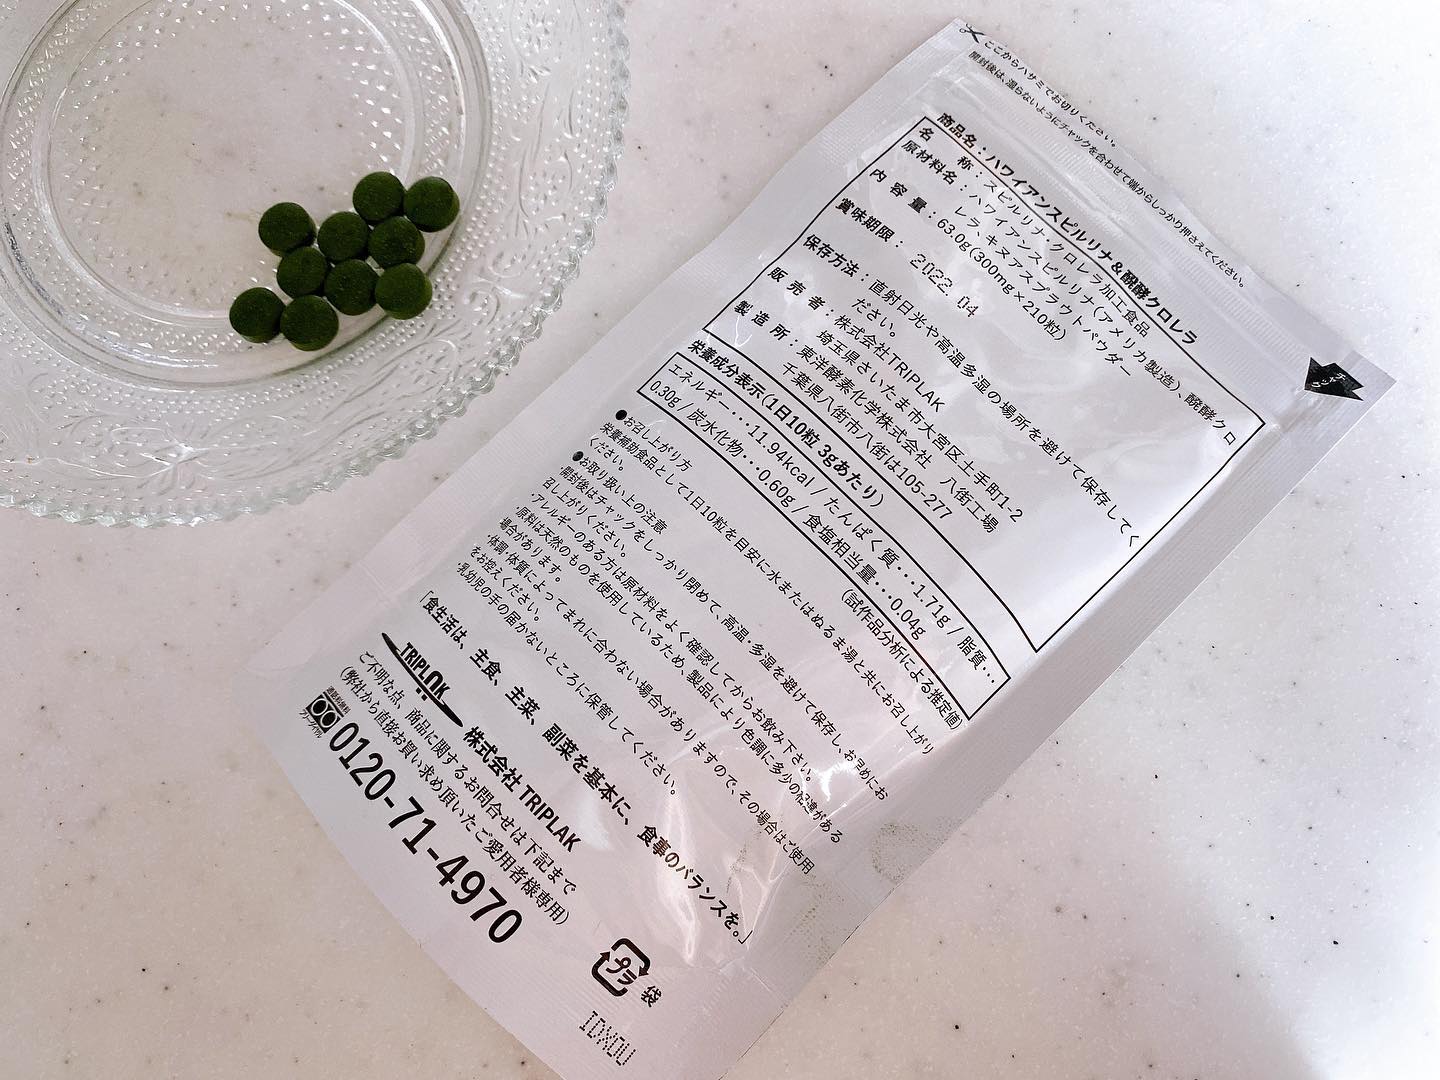 ここからハサミでお切りください。
開封後は、湿らないようにチャックを合わせて端からしっかり押さえてください。
チャック
商品名：ハワイアンスピルリナ＆醗酵クロレラ
名称：スピルリナクロレラ加工食品
原材料名：ハワイアンスピルリナ（アメリカ製造）、醗酵クロ
レラ、キヌアスプラウトパウダー
内容量：63.0g(300mg×210粒)
賞味期限：2022.04
保存方法：直射日光や高温多湿の場所を避けて保存してく
ださい。
販売者：株式会社TRIPLAK
埼玉県さいたま市大宮区土手町1-2
製造所：東洋酵素化学株式会社 八街工場
千葉県八街市八街は105-277
栄養成分表示(1日10粒 3gあたり)
エネルギー…11.94kcal / たんぱく質…1.71g / 脂質…
0.30g / 炭水化物…0.60g / 食塩相当量…0.04g
(試作品分析による推定値)
●お召し上がり方
栄養補助食品として1日10粒を目安に水またはぬるま湯と共にお召し上がり
ください。
●お取り扱い上の注意
・開封後はチャックをしっかり閉めて、高温・多湿を避けて保存し、お早めにお
召し上がりください。
・アレルギーのある方は原材料をよく確認してからお飲み下さい。
・原料は天然のものを使用しているため、製品により色調に多少の相違がある
場合があります。
・体調・体質によってまれに合わない場合がありますので、その場合はご使用
をお控えください。
・乳幼児の手の届かないところに保管してください。
「食生活は、主食、主菜、副菜を基本に、食事のバランスを。」
TRIPLAK 株式会社 TRIPLAK
ご不明な点、商品に関するお問合せは下記まで
(弊社から直接お買い求め頂いたご愛用者様専用)
通話料無料
フリーダイヤル
0120-71-4970
プラ
袋